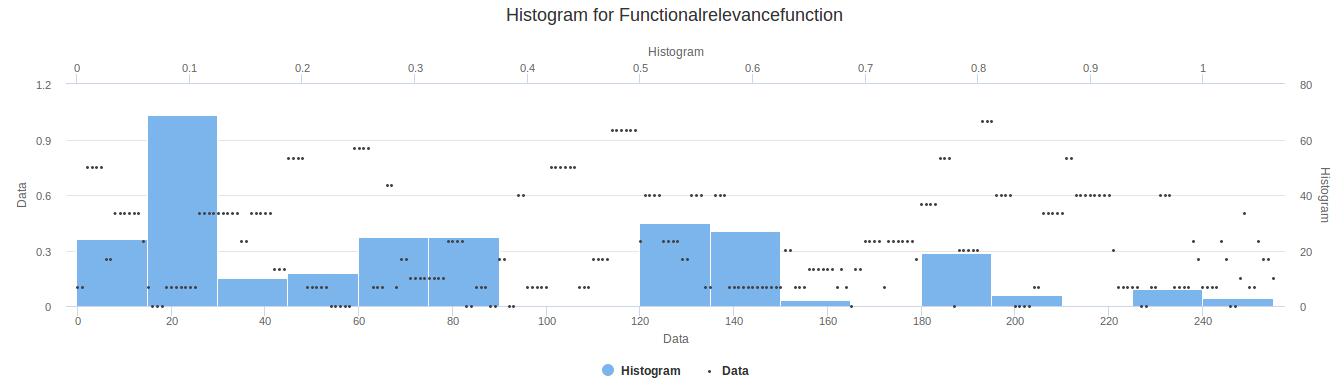 Histogram for Functionalrelevancefunction
Histogram
0 0.1 0.2 0.3 0.4 0.5 0.6 0.7 0.8 0.9 1
1.2 80
0.9 60
0.6 40
0.3 20
0 0
Data
Histogram
0 20 40 60 80 100 120 140 160 180 200 220 240
Data
Histogram Data